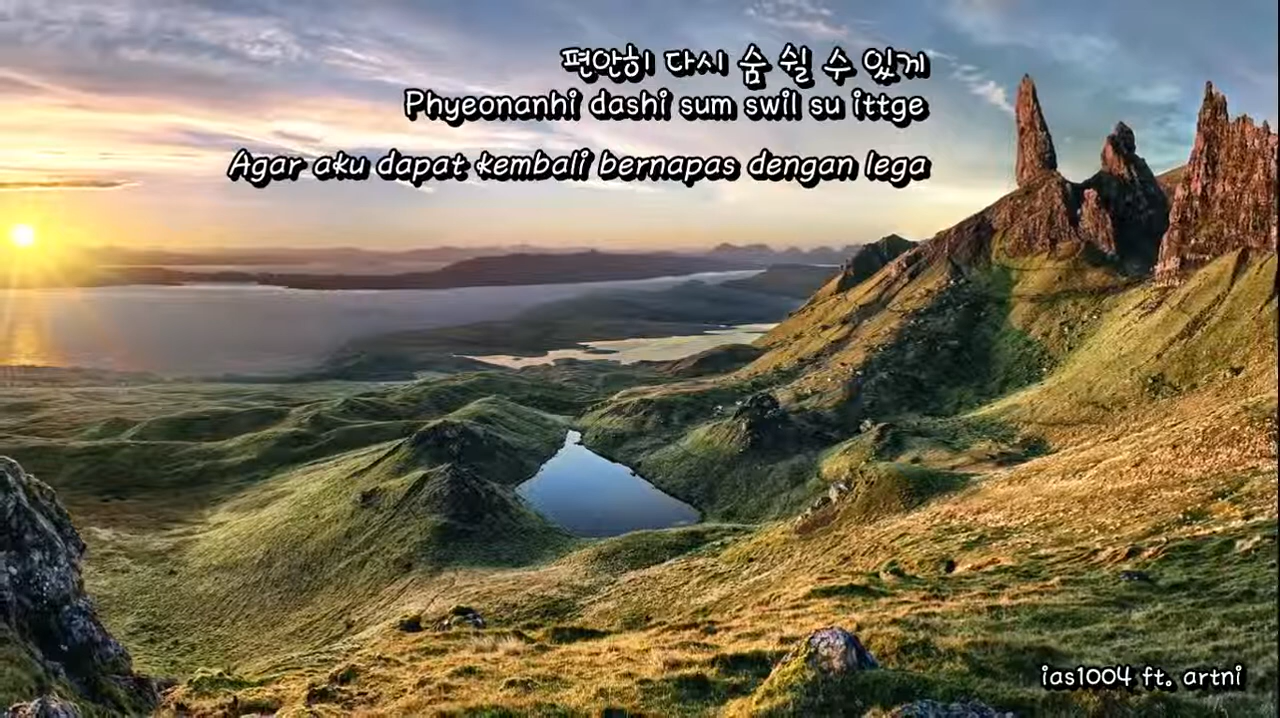 편안히 다시 숨 쉴 수 있게
Phyeonanhi dashi sum swil su ittge
Agar aku dapat kembali bernapas dengan lega
ias1004 ft. artni